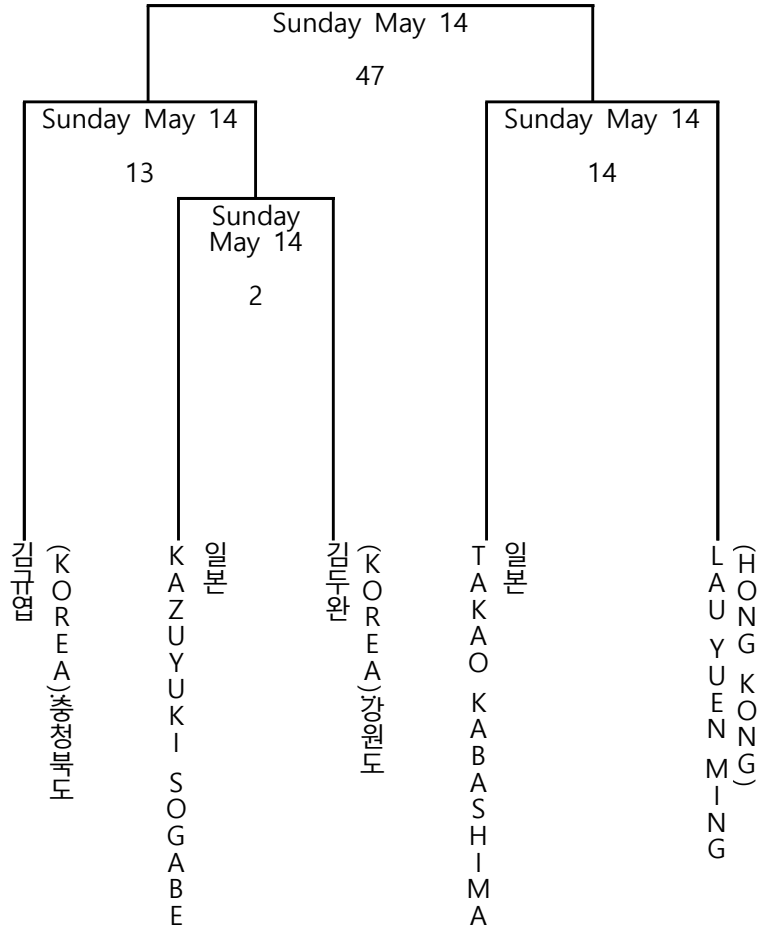 Sunday May 14
47
Sunday May 14
13
Sunday May 14
14
Sunday
May 14
2
김규엽
(KOREA)충청북도
KAZUYUKI SOGABE
일본
김두완
(KOREA)강원도
TAKAO KABASHIMA
일본
LAU YUEN MING
(HONG KONG)